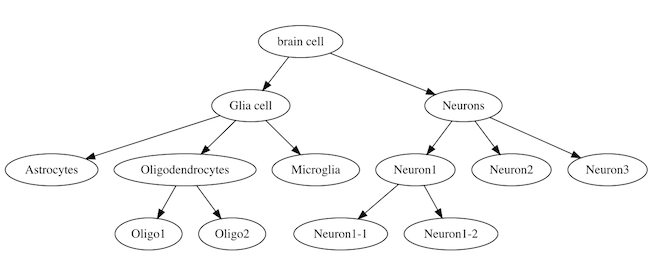 brain cell
Glia cell
Neurons
Astrocytes
Oligodendrocytes
Microglia
Neuron1
Neuron2
Neuron3
Oligo1
Oligo2
Neuron1-1
Neuron1-2